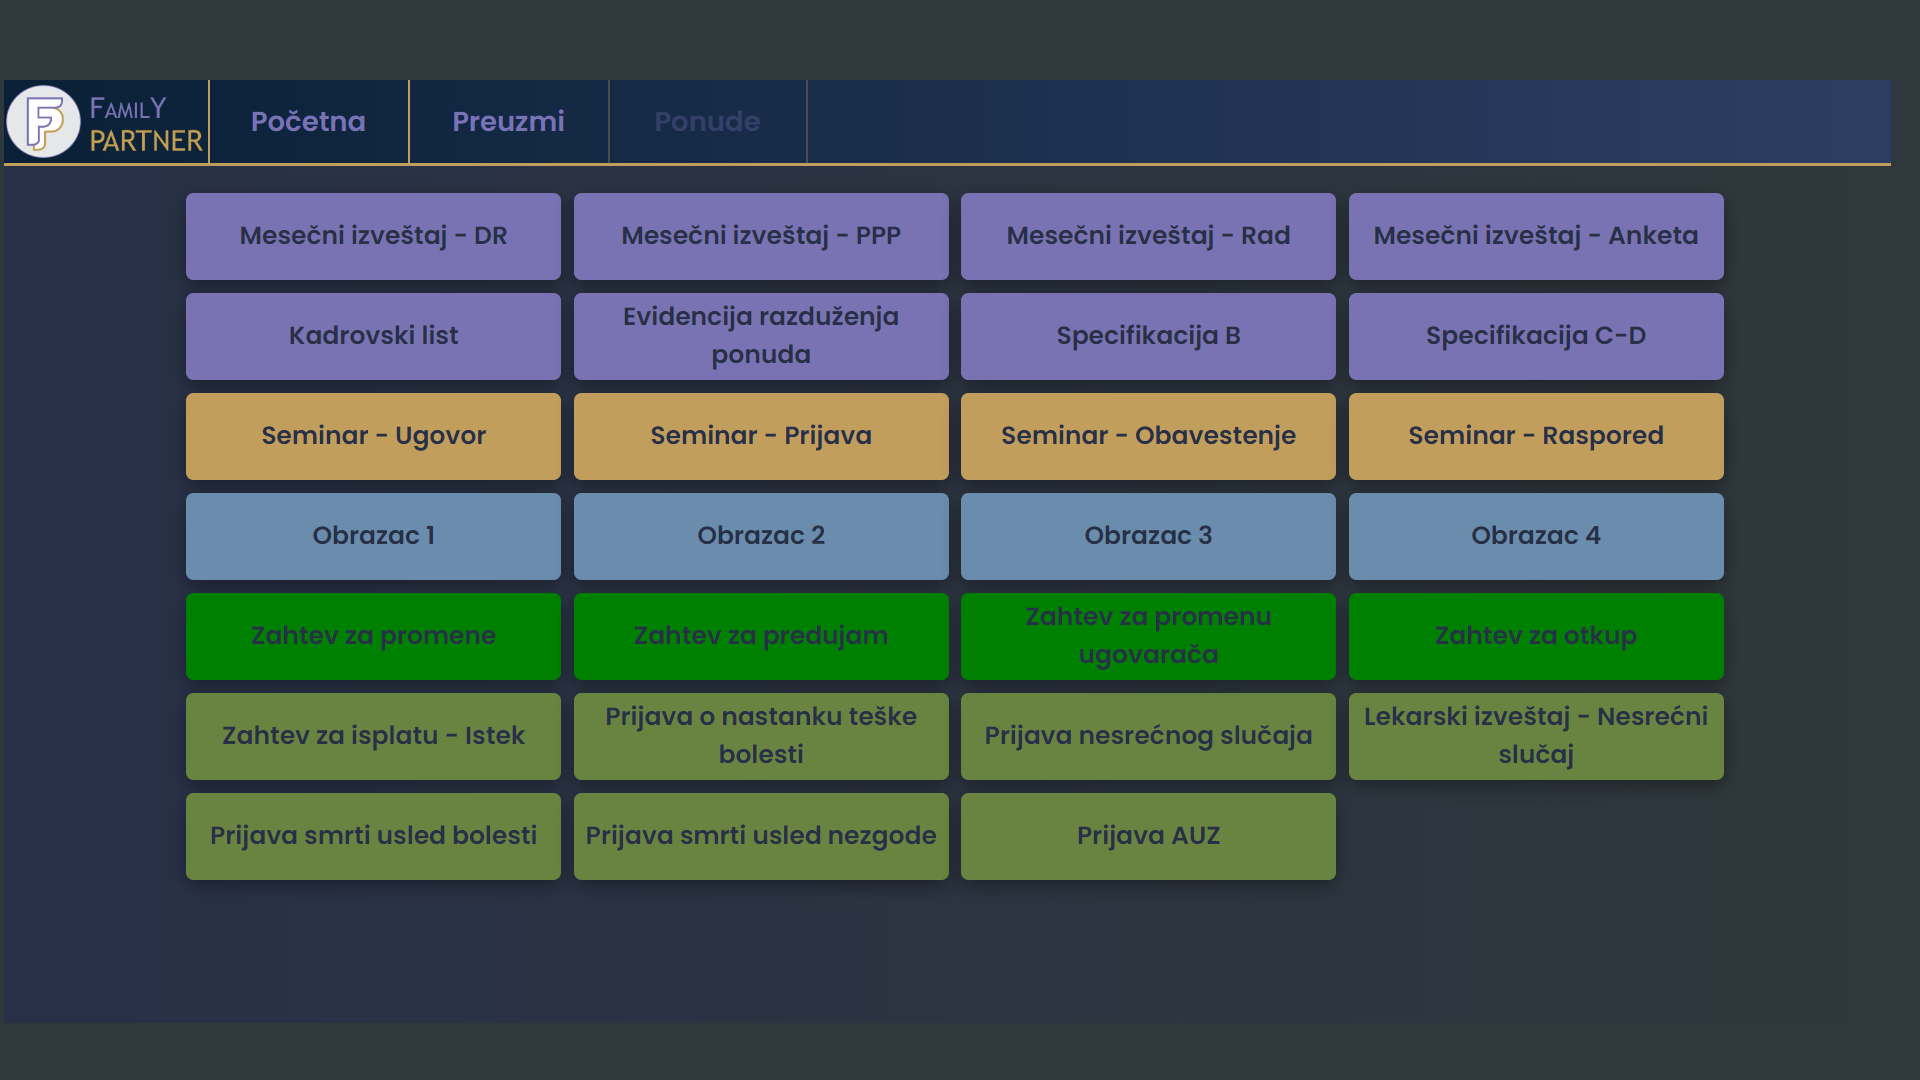 FAMILY
PARTNER
Početna
Preuzmi
Ponude
Mesečni izveštaj - DR
Mesečni izveštaj - PPP
Mesečni izveštaj - Rad
Mesečni izveštaj - Anketa
Kadrovski list
Evidencija razduženja
ponuda
Specifikacija B
Specifikacija C-D
Seminar - Ugovor
Seminar - Prijava
Seminar - Obavestenje
Seminar - Raspored
Obrazac 1
Obrazac 2
Obrazac 3
Obrazac 4
Zahtev za promene
Zahtev za predujam
Zahtev za promenu
ugovarača
Zahtev za otkup
Zahtev za isplatu - Istek
Prijava o nastanku teške
bolesti
Prijava nesrećnog slučaja
Lekarski izveštaj - Nesrećni
slučaj
Prijava smrti usled bolesti
Prijava smrti usled nezgode
Prijava AUZ